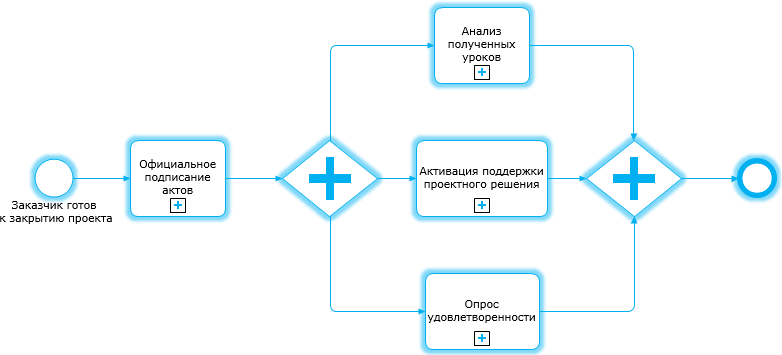 Анализ
полученных
уроков
Официальное
подписание
актов
Активация поддержки
проектного решения
Заказчик готов
к закрытию проекта
Опрос
удовлетворенности